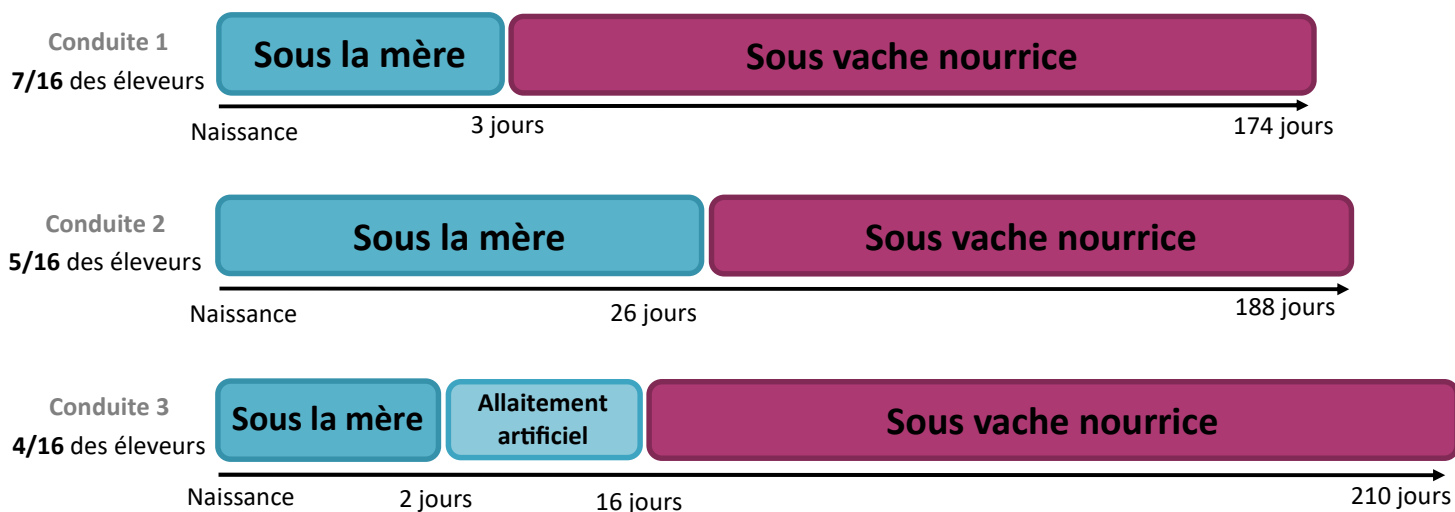 Conduite 1
7/16 des éleveurs
Sous la mère
Sous vache nourrice
Naissance
3 jours
174 jours
Conduite 2
5/16 des éleveurs
Sous la mère
Sous vache nourrice
Naissance
26 jours
188 jours
Conduite 3
4/16 des éleveurs
Sous la mère
Allaitement
artificiel
Sous vache nourrice
Naissance
2 jours
16 jours
210 jours